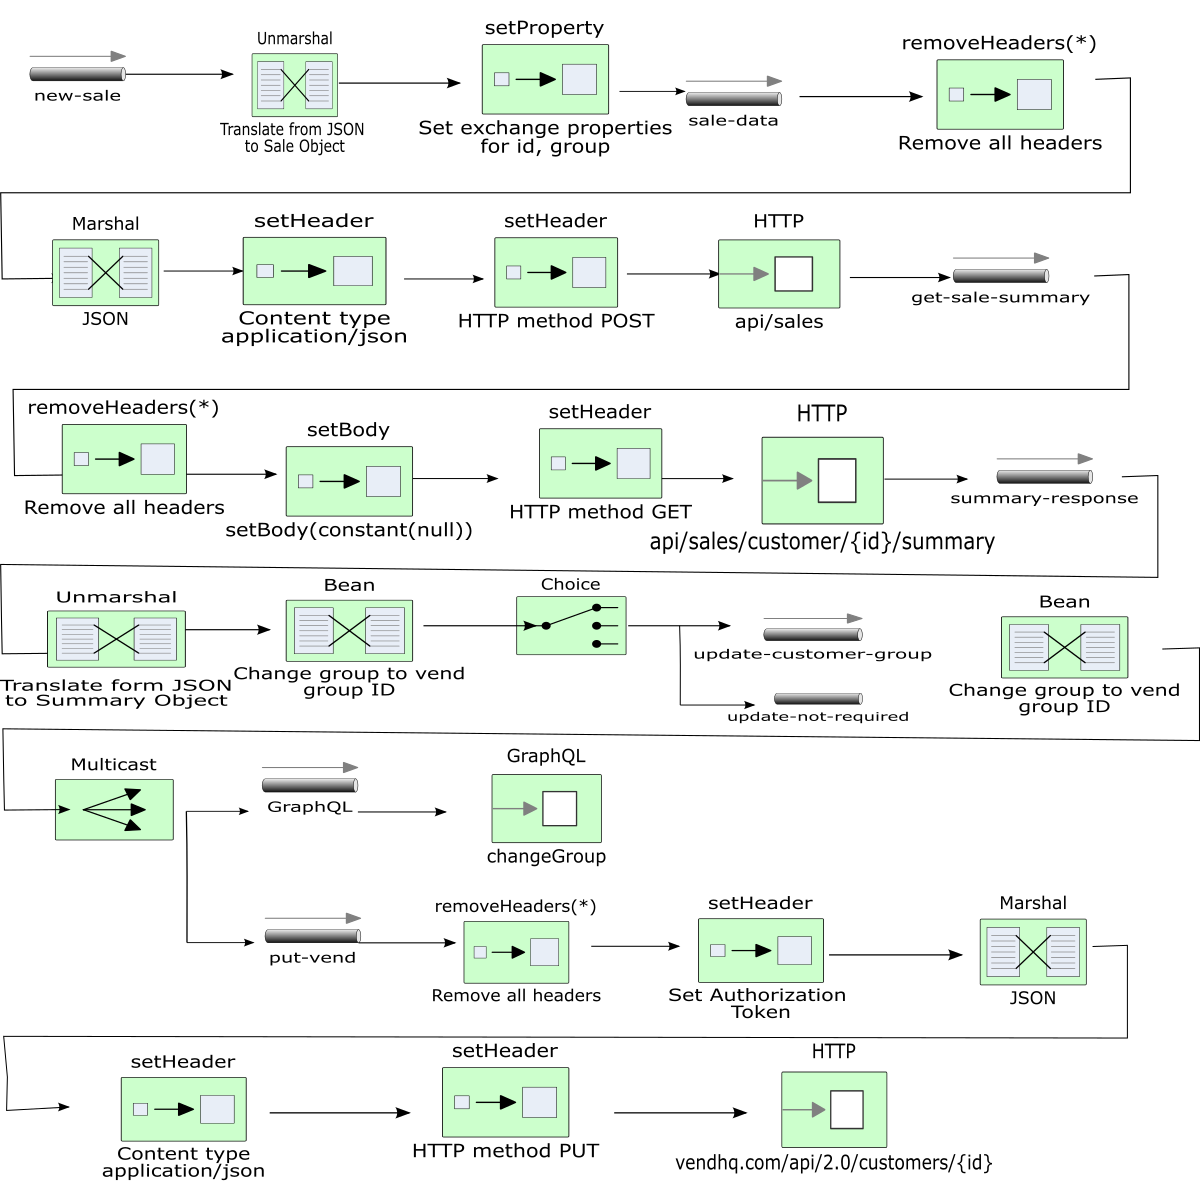 new-sale
Unmarshal
Translate from JSON
to Sale Object
setProperty
Set exchange properties
for id, group
sale-data
removeHeaders(*)
Remove all headers
Marshal
JSON
setHeader
Content type
application/json
setHeader
HTTP method POST
HTTP
api/sales
get-sale-summary
removeHeaders(*)
Remove all headers
setBody
setBody(constant(null))
setHeader
HTTP method GET
HTTP
api/sales/customer/{id}/summary
summary-response
Unmarshal
Translate form JSON
to Summary Object
Bean
Change group to vend
group ID
Choice
update-customer-group
update-not-required
Bean
Change group to vend
group ID
Multicast
GraphQL
GraphQL
changeGroup
put-vend
removeHeaders(*)
Remove all headers
setHeader
Set Authorization
Token
Marshal
JSON
setHeader
Content type
application/json
setHeader
HTTP method PUT
HTTP
vendhq.com/api/2.0/customers/{id}